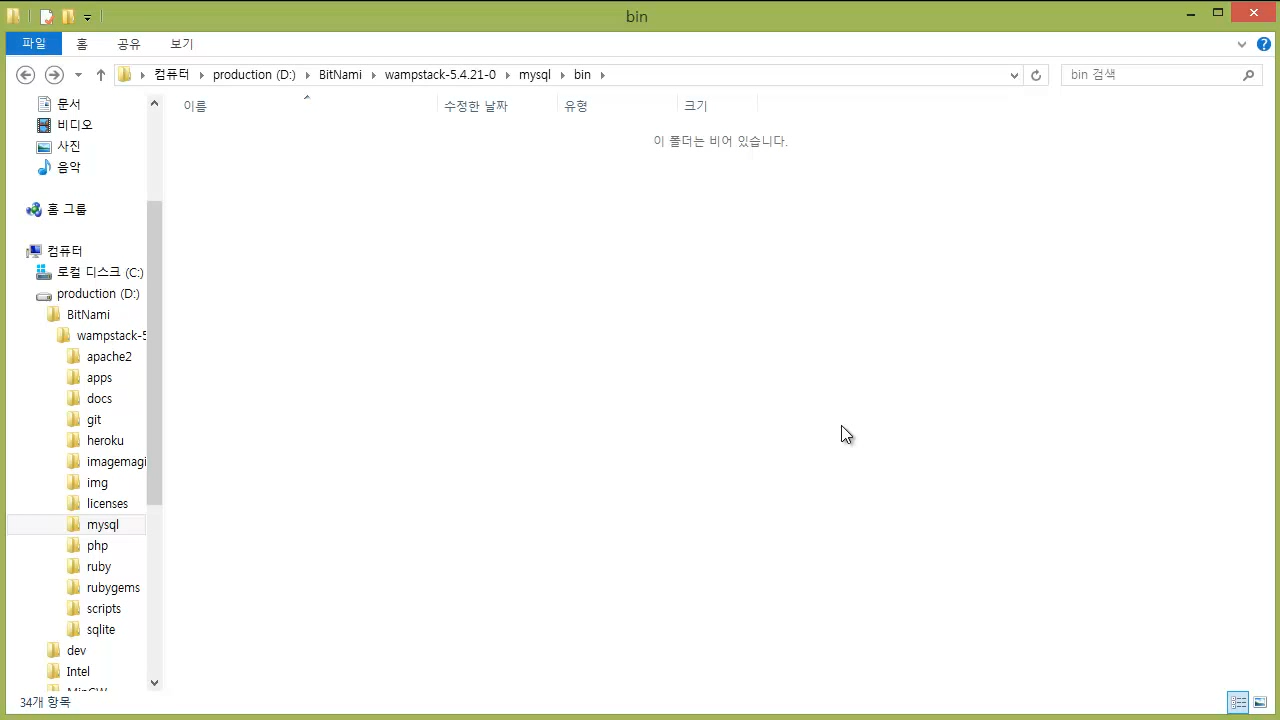 bin
파일 홈 공유 보기
컴퓨터 production (D:) BitNami wampstack-5.4.21-0 mysql bin
bin 검색
이름 수정한 날짜 유형 크기
이 폴더는 비어 있습니다.
문서
비디오
사진
음악
홈 그룹
컴퓨터
로컬 디스크 (C:)
production (D:)
BitNami
wampstack-5
apache2
apps
docs
git
heroku
imagemagi
img
licenses
mysql
php
ruby
rubygems
scripts
sqlite
dev
Intel
MinGW
34개 항목